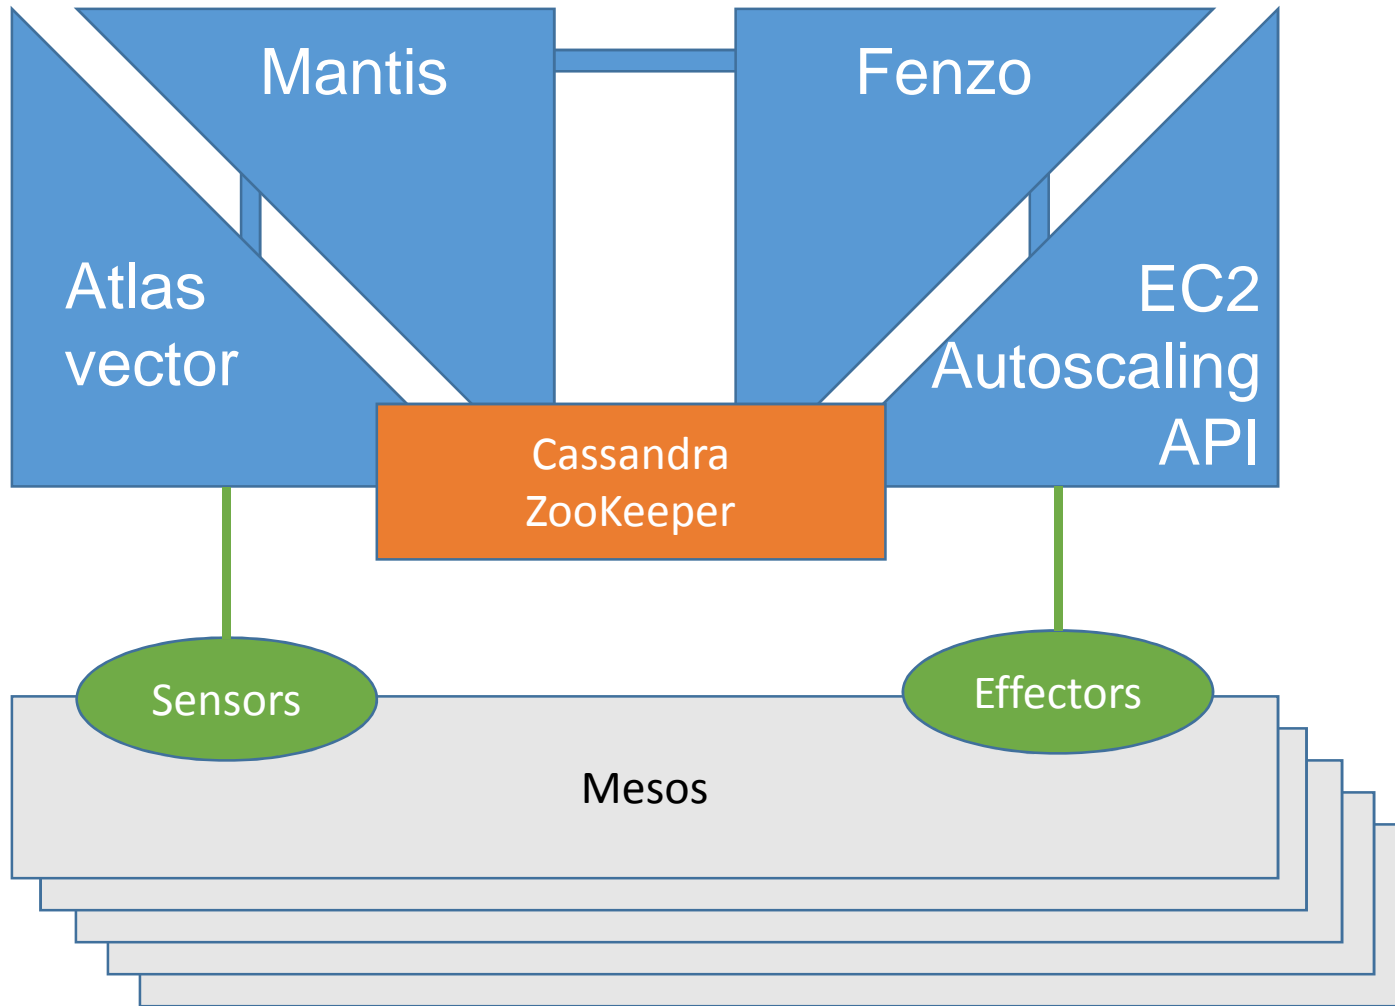 Mantis
Fenzo
Atlas
vector
EC2
Autoscaling
API
Cassandra
ZooKeeper
Sensors
Effectors
Mesos